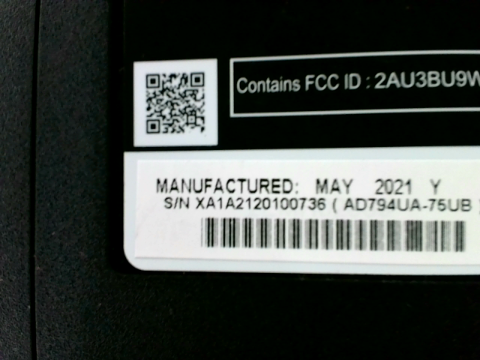 Contains FCC ID : 2AU3BU9W
MANUFACTURED: MAY 2021 Y
S/N XA1A2120100736 ( AD794UA-75UB )